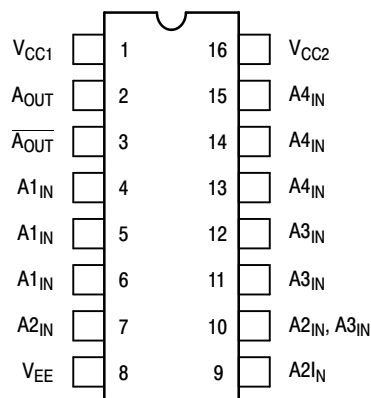 VCC1 1 16 VCC2
AOUT 2 15 A4IN
A̅O̅U̅T̅ 3 14 A4IN
A1IN 4 13 A4IN
A1IN 5 12 A3IN
A1IN 6 11 A3IN
A2IN 7 10 A2IN, A3IN
VEE 8 9 A2IN